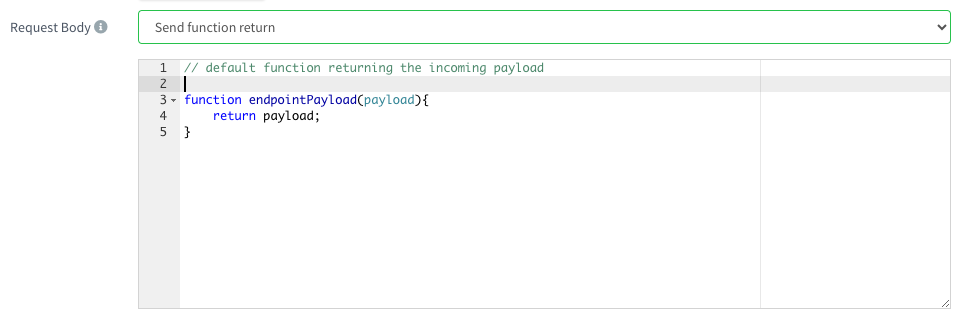 Request Body
Send function return
1 // default function returning the incoming payload
2
3 function endpointPayload(payload){
4     return payload;
5 }